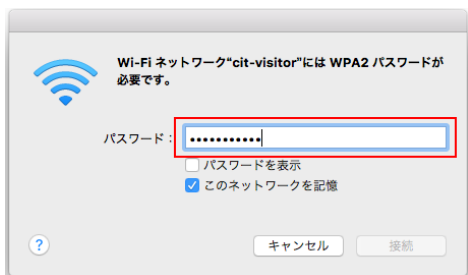 Wi-Fi ネットワーク“cit-visitor”には WPA2 パスワードが
必要です。
パスワード：
•••••••••••
パスワードを表示
このネットワークを記憶
?
キャンセル
接続